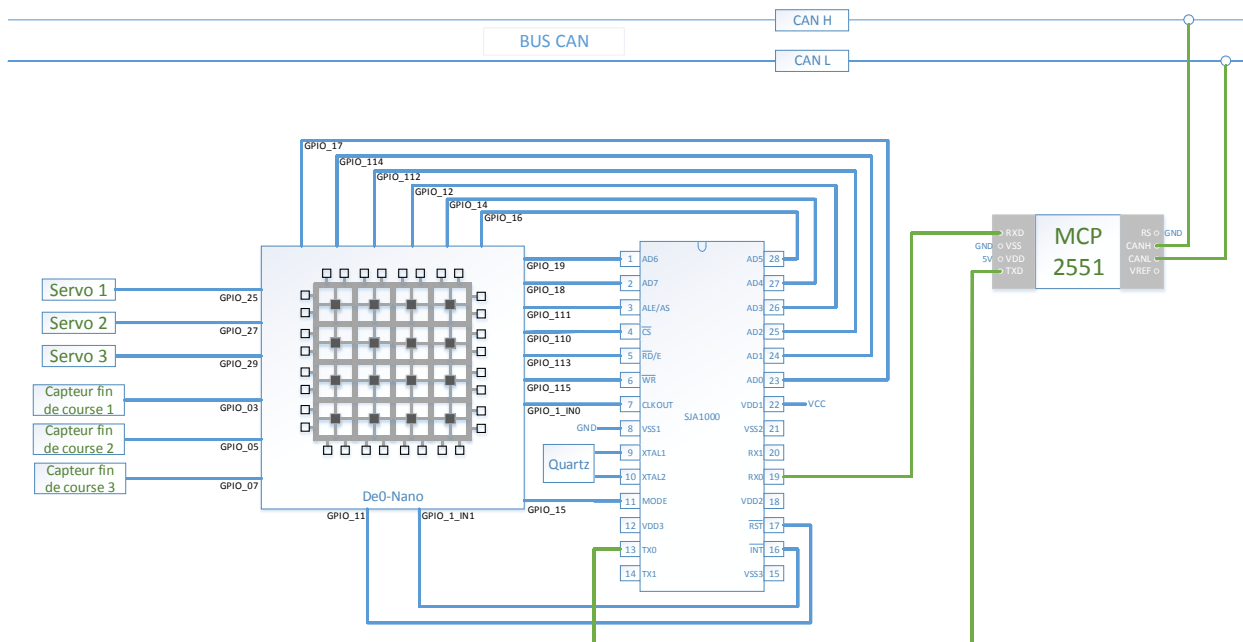 CAN H
BUS CAN
CAN L
GPIO_17
GPIO_114
GPIO_112
GPIO_12
GPIO_14
GPIO_16
Servo 1
Servo 2
Servo 3
Capteur fin
de course 1
Capteur fin
de course 2
Capteur fin
de course 3
GPIO_25
GPIO_27
GPIO_29
GPIO_03
GPIO_05
GPIO_07
De0-Nano
GPIO_11
GPIO_1_IN1
GPIO_19
GPIO_18
GPIO_111
GPIO_110
GPIO_113
GPIO_115
GPIO_1_IN0
GND
Quartz
GPIO_15
1 AD6
2 AD7
3 ALE/AS
4 CS
5 RD/E
6 WR
7 CLKOUT
8 VSS1
9 XTAL1
10 XTAL2
11 MODE
12 VDD3
13 TX0
14 TX1
SJA1000
AD5 28
AD4 27
AD3 26
AD2 25
AD1 24
AD0 23
VDD1 22
VCC
VSS2 21
RX1 20
RX0 19
VDD2 18
RST 17
INT 16
VSS3 15
RXD
GND VSS
5V VDD
TXD
MCP
2551
RS GND
CANH
CANL
VREF